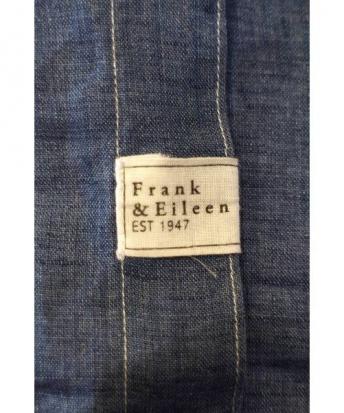 Frank
& Eileen
EST 1947